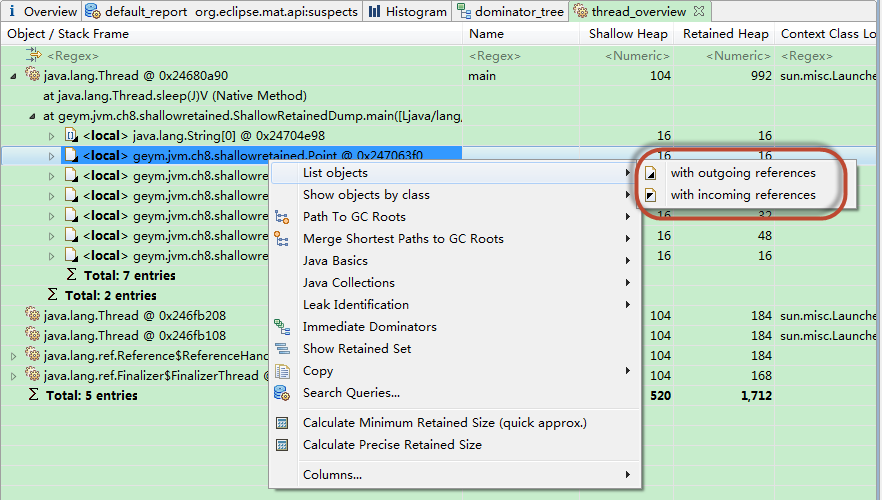 Overview default_report org.eclipse.mat.api:suspects Histogram dominator_tree thread_overview
Object / Stack Frame Name Shallow Heap Retained Heap Context Class Lo
<Regex> <Regex> <Numeric> <Numeric> <Regex>
java.lang.Thread @ 0x24680a90 main 104 992 sun.misc.Launche
at java.lang.Thread.sleep(J)V (Native Method)
at geym.jvm.ch8.shallowretained.ShallowRetainedDump.main([Ljava/lang,
<local> java.lang.String[0] @ 0x24704e98 16 16
<local> geym.jvm.ch8.shallowretained.Point @ 0x247063f0 16 16
<local> geym.jvm.ch8.shallowre
<local> geym.jvm.ch8.shallowre
<local> geym.jvm.ch8.shallowre 16 32
<local> geym.jvm.ch8.shallowre 16 48
<local> geym.jvm.ch8.shallowre 16 16
Σ Total: 7 entries
Σ Total: 2 entries
java.lang.Thread @ 0x246fb208 104 184 sun.misc.Launche
java.lang.Thread @ 0x246fb108 104 184 sun.misc.Launche
java.lang.ref.Reference$ReferenceHan 104 184
java.lang.ref.Finalizer$FinalizerThread @ 104 168
Σ Total: 5 entries 520 1,712
List objects
Show objects by class
Path To GC Roots
Merge Shortest Paths to GC Roots
Java Basics
Java Collections
Leak Identification
Immediate Dominators
Show Retained Set
Copy
Search Queries...
Calculate Minimum Retained Size (quick approx.)
Calculate Precise Retained Size
Columns...
with outgoing references
with incoming references